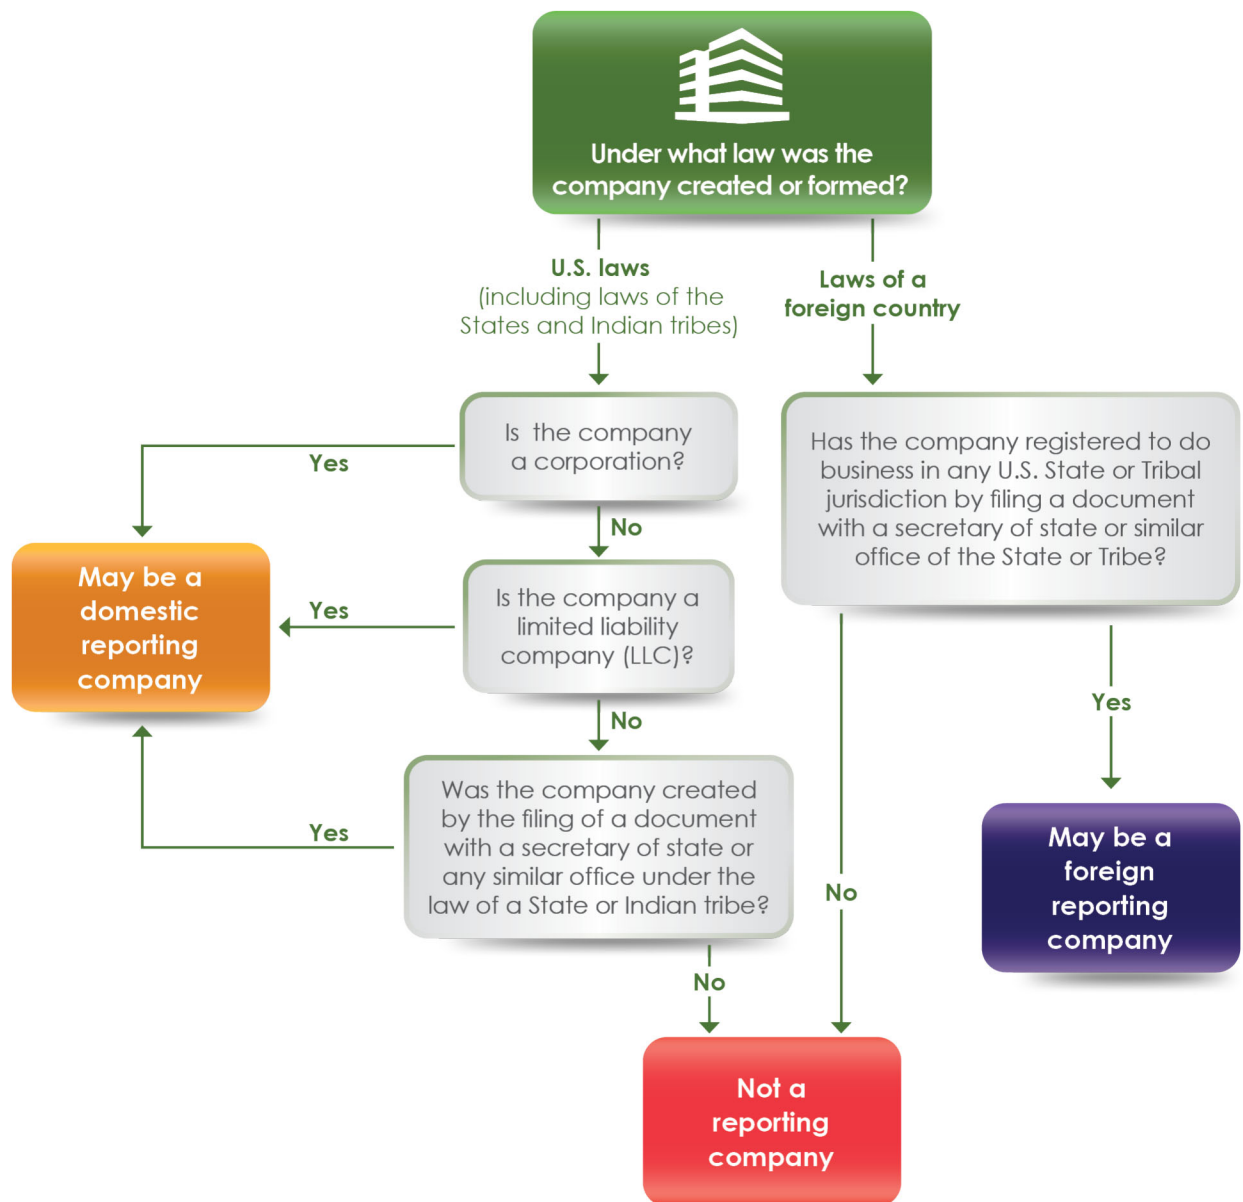 Under what law was the
company created or formed?
U.S. laws
(including laws of the
States and Indian tribes)
Laws of a
foreign country
Is the company
a corporation?
Yes
No
Has the company registered to do
business in any U.S. State or Tribal
jurisdiction by filing a document
with a secretary of state or similar
office of the State or Tribe?
May be a
domestic
reporting
company
Yes
Is the company a
limited liability
company (LLC)?
No
Yes
Was the company created
by the filing of a document
with a secretary of state or
any similar office under the
law of a State or Indian tribe?
Yes
No
No
May be a
foreign
reporting
company
Not a
reporting
company